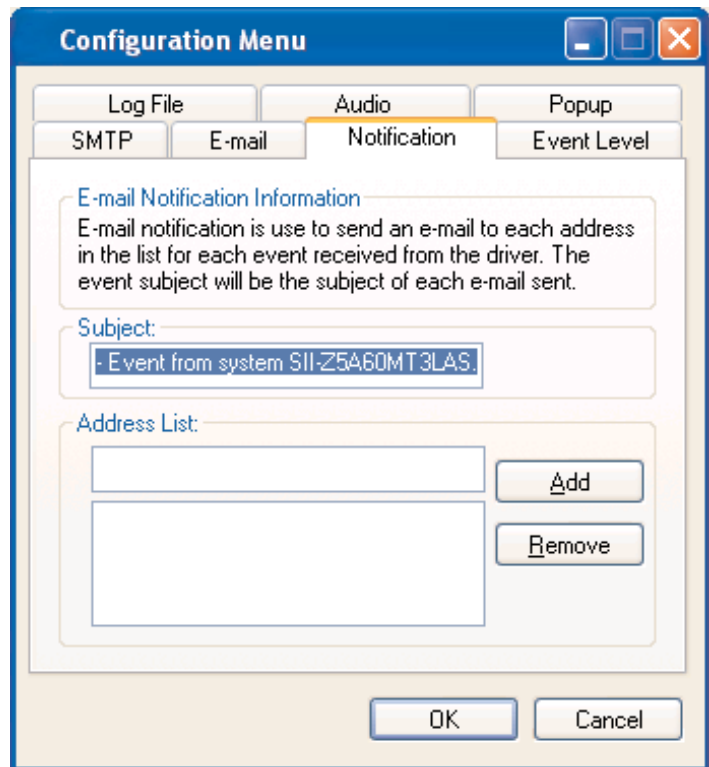 Configuration Menu
Log File Audio Popup
SMTP E-mail Notification Event Level
E-mail Notification Information
E-mail notification is use to send an e-mail to each address
in the list for each event received from the driver. The
event subject will be the subject of each e-mail sent.
Subject:
- Event from system SII-Z5A60MT3LAS.
Address List:
Add
Remove
OK Cancel